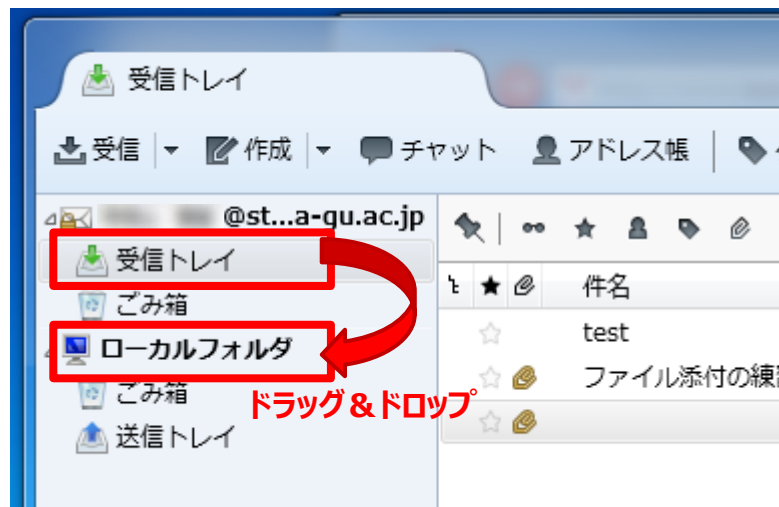 受信トレイ
受信 作成 チャット アドレス帳
@st...a-gu.ac.jp
受信トレイ
ごみ箱
ローカルフォルダ
ごみ箱
送信トレイ
ドラッグ＆ドロップ
件名
test
ファイル添付の練